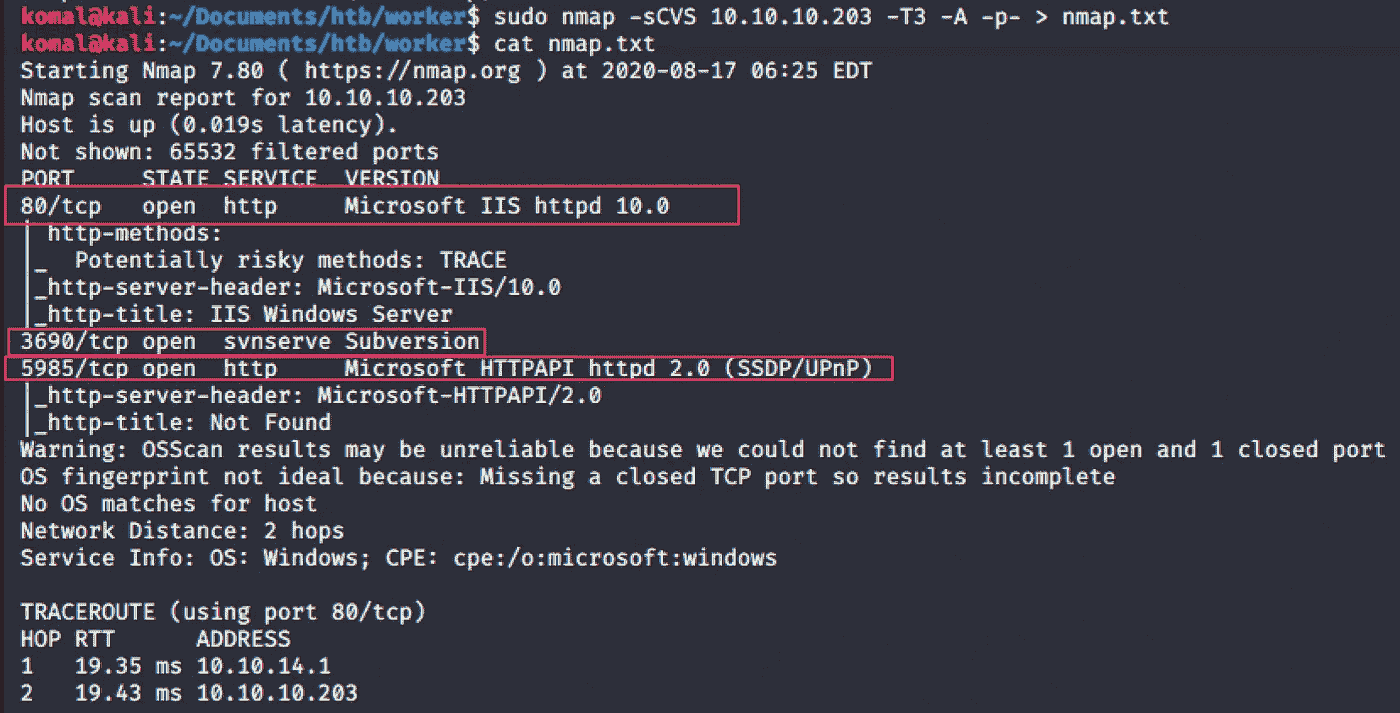 komal@kali:~/Documents/htb/worker$ sudo nmap -sCVS 10.10.10.203 -T3 -A -p- > nmap.txt
komal@kali:~/Documents/htb/worker$ cat nmap.txt
Starting Nmap 7.80 ( https://nmap.org ) at 2020-08-17 06:25 EDT
Nmap scan report for 10.10.10.203
Host is up (0.019s latency).
Not shown: 65532 filtered ports
PORT     STATE SERVICE  VERSION
80/tcp   open  http     Microsoft IIS httpd 10.0
| http-methods:
|_  Potentially risky methods: TRACE
|_http-server-header: Microsoft-IIS/10.0
|_http-title: IIS Windows Server
3690/tcp open  svnserve Subversion
5985/tcp open  http     Microsoft HTTPAPI httpd 2.0 (SSDP/UPnP)
|_http-server-header: Microsoft-HTTPAPI/2.0
|_http-title: Not Found
Warning: OSScan results may be unreliable because we could not find at least 1 open and 1 closed port
OS fingerprint not ideal because: Missing a closed TCP port so results incomplete
No OS matches for host
Network Distance: 2 hops
Service Info: OS: Windows; CPE: cpe:/o:microsoft:windows
TRACEROUTE (using port 80/tcp)
HOP RTT      ADDRESS
1   19.35 ms 10.10.14.1
2   19.43 ms 10.10.10.203